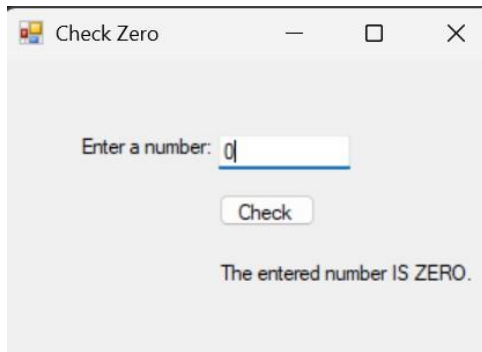 Check Zero
Enter a number: 0
Check
The entered number IS ZERO.